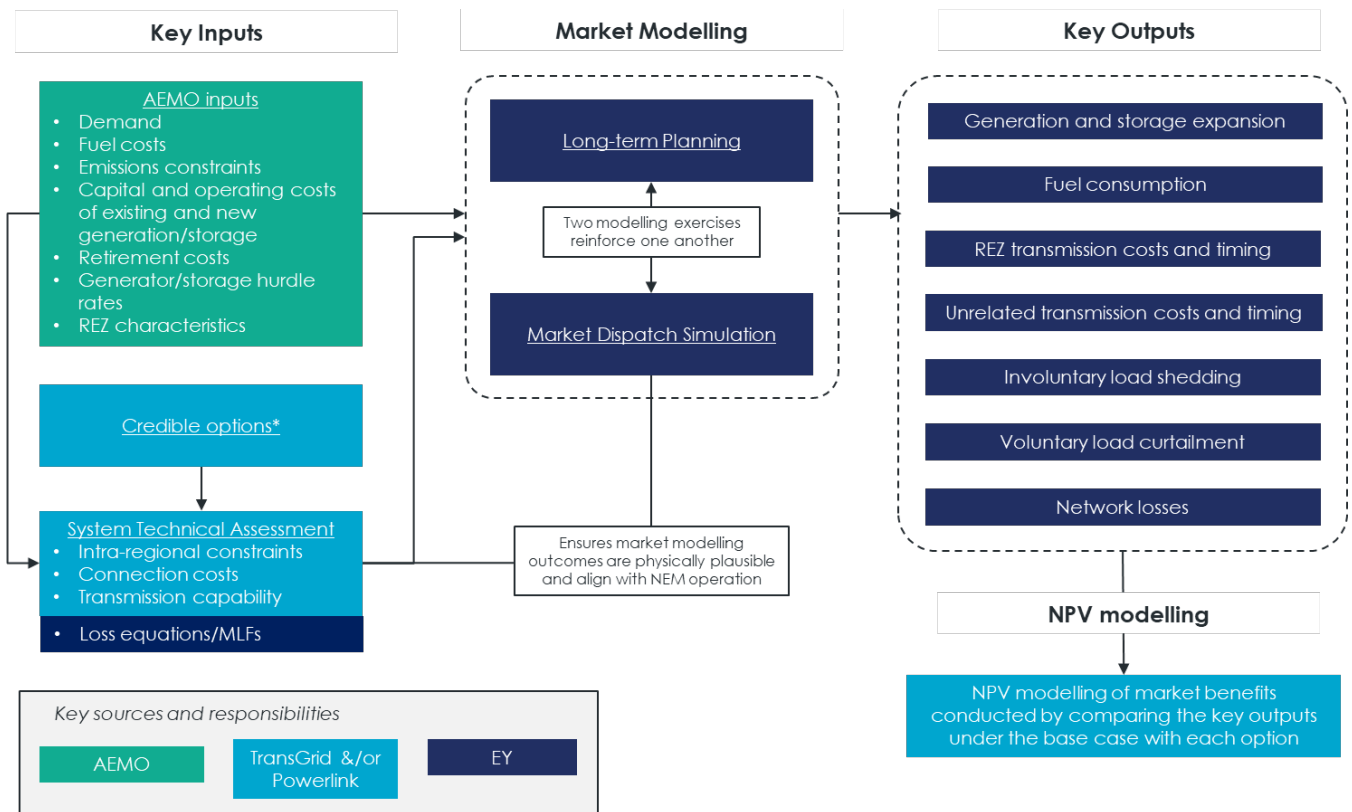 Key Inputs
Market Modelling
Key Outputs
AEMO inputs
• Demand
• Fuel costs
• Emissions constraints
• Capital and operating costs
of existing and new
generation/storage
• Retirement costs
• Generator/storage hurdle
rates
• REZ characteristics
Credible options*
System Technical Assessment
• Intra-regional constraints
• Connection costs
• Transmission capability
• Loss equations/MLFs
Long-term Planning
Two modelling exercises
reinforce one another
Market Dispatch Simulation
Ensures market modelling
outcomes are physically plausible
and align with NEM operation
Generation and storage expansion
Fuel consumption
REZ transmission costs and timing
Unrelated transmission costs and timing
Involuntary load shedding
Voluntary load curtailment
Network losses
NPV modelling
NPV modelling of market benefits
conducted by comparing the key outputs
under the base case with each option
Key sources and responsibilities
AEMO
TransGrid &/or
Powerlink
EY